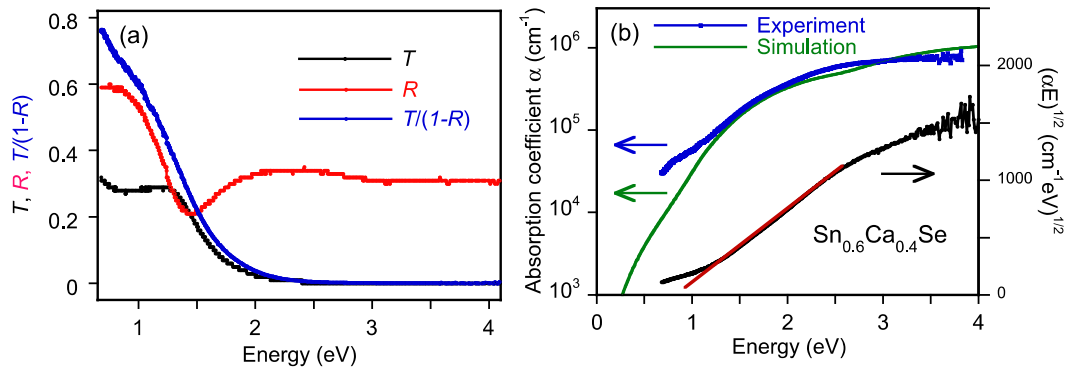 (a)
T
R
T/(1-R)
T, R, T/(1-R)
0.8
0.6
0.4
0.2
0
1
2
3
4
Energy (eV)
(b)
Experiment
Simulation
Absorption coefficient α (cm⁻¹)
10⁶
10⁵
10⁴
10³
0
1
2
3
4
Energy (eV)
Sn₀.₆Ca₀.₄Se
2000
1000
0
(αE)¹/² (cm⁻¹eV)¹/²